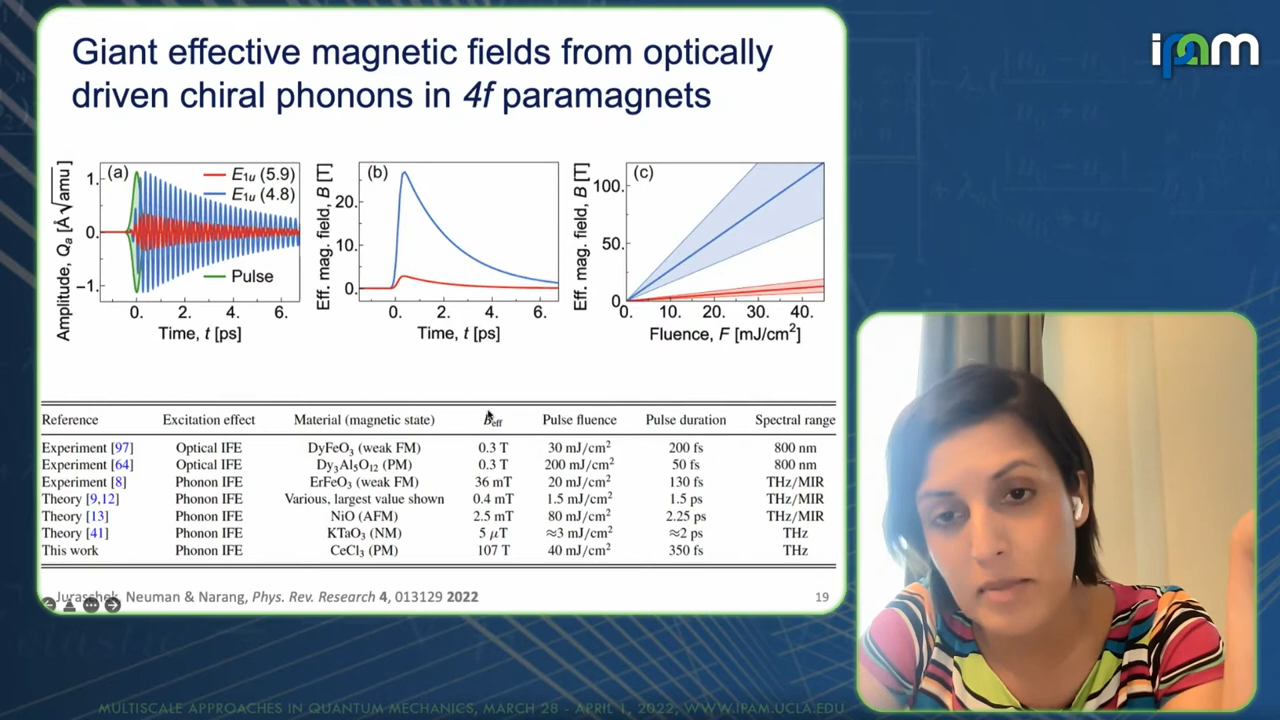 Giant effective magnetic fields from optically
driven chiral phonons in 4f paramagnets
ipam
(a)
E1u (5.9)
E1u (4.8)
Pulse
Amplitude, Qa [Å√amu]
1.
0.
−1.
0. 2. 4. 6.
Time, t [ps]
(b)
Eff. mag. field, B [T]
20.
10.
0.
0. 2. 4. 6.
Time, t [ps]
(c)
Eff. mag. field, B [T]
100.
50.
0.
0. 10. 20. 30. 40.
Fluence, F [mJ/cm²]
Reference Excitation effect Material (magnetic state) Beff Pulse fluence Pulse duration Spectral range
Experiment [97] Optical IFE DyFeO3 (weak FM) 0.3 T 30 mJ/cm² 200 fs 800 nm
Experiment [64] Optical IFE Dy3Al5O12 (PM) 0.3 T 200 mJ/cm² 50 fs 800 nm
Experiment [8] Phonon IFE ErFeO3 (weak FM) 36 mT 20 mJ/cm² 130 fs THz/MIR
Theory [9,12] Phonon IFE Various, largest value shown 0.4 mT 1.5 mJ/cm² 1.5 ps THz/MIR
Theory [13] Phonon IFE NiO (AFM) 2.5 mT 80 mJ/cm² 2.25 ps THz/MIR
Theory [41] Phonon IFE KTaO3 (NM) 5 μT ≈3 mJ/cm² ≈2 ps THz
This work Phonon IFE CeCl3 (PM) 107 T 40 mJ/cm² 350 fs THz
Juraschek, Neuman & Narang, Phys. Rev. Research 4, 013129 2022
19
MULTISCALE APPROACHES IN QUANTUM MECHANICS, MARCH 28 - APRIL 1, 2022, WWW.IPAM.UCLA.EDU